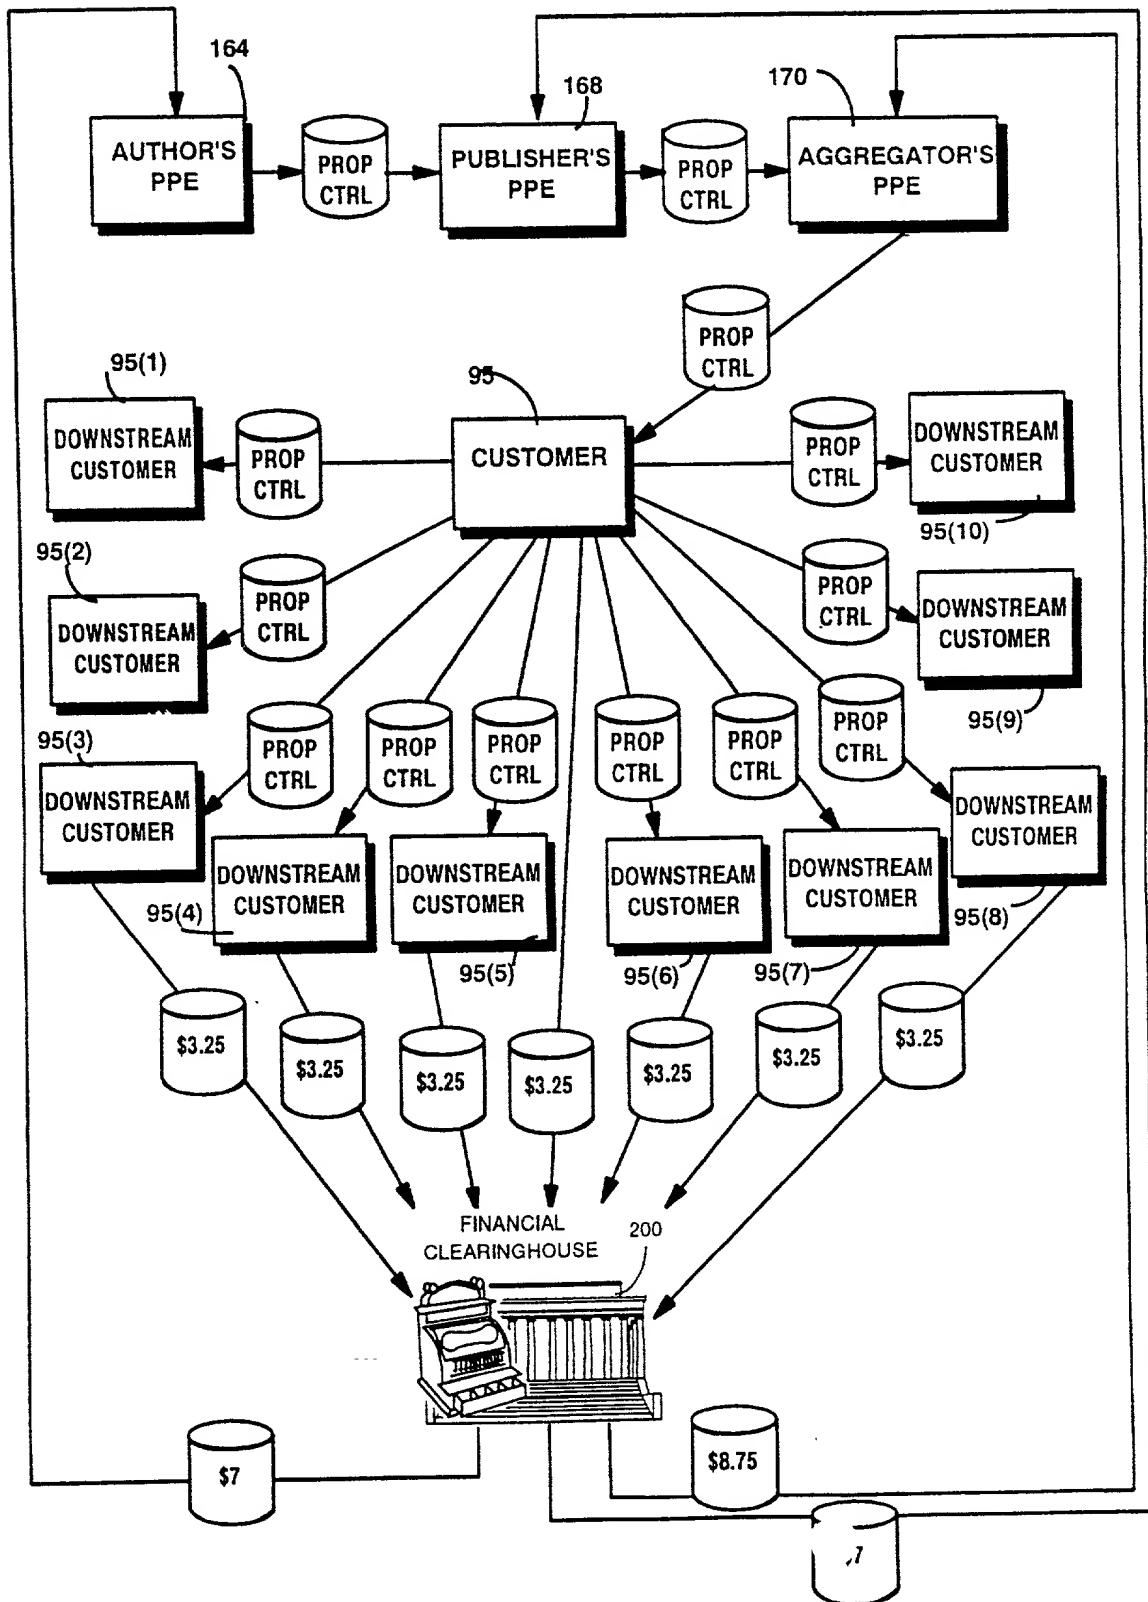 164
168
170
AUTHOR'S
PPE
PROP
CTRL
PUBLISHER'S
PPE
PROP
CTRL
AGGREGATOR'S
PPE
PROP
CTRL
95(1)
95
DOWNSTREAM
CUSTOMER
PROP
CTRL
CUSTOMER
PROP
CTRL
DOWNSTREAM
CUSTOMER
95(10)
95(2)
DOWNSTREAM
CUSTOMER
PROP
CTRL
PROP
CTRL
DOWNSTREAM
CUSTOMER
95(9)
95(3)
DOWNSTREAM
CUSTOMER
PROP
CTRL
PROP
CTRL
PROP
CTRL
PROP
CTRL
PROP
CTRL
PROP
CTRL
DOWNSTREAM
CUSTOMER
95(8)
DOWNSTREAM
CUSTOMER
95(4)
DOWNSTREAM
CUSTOMER
95(5)
DOWNSTREAM
CUSTOMER
95(6)
DOWNSTREAM
CUSTOMER
95(7)
$3.25
$3.25
$3.25
$3.25
$3.25
$3.25
$3.25
FINANCIAL
CLEARINGHOUSE
200
$7
$8.75
7